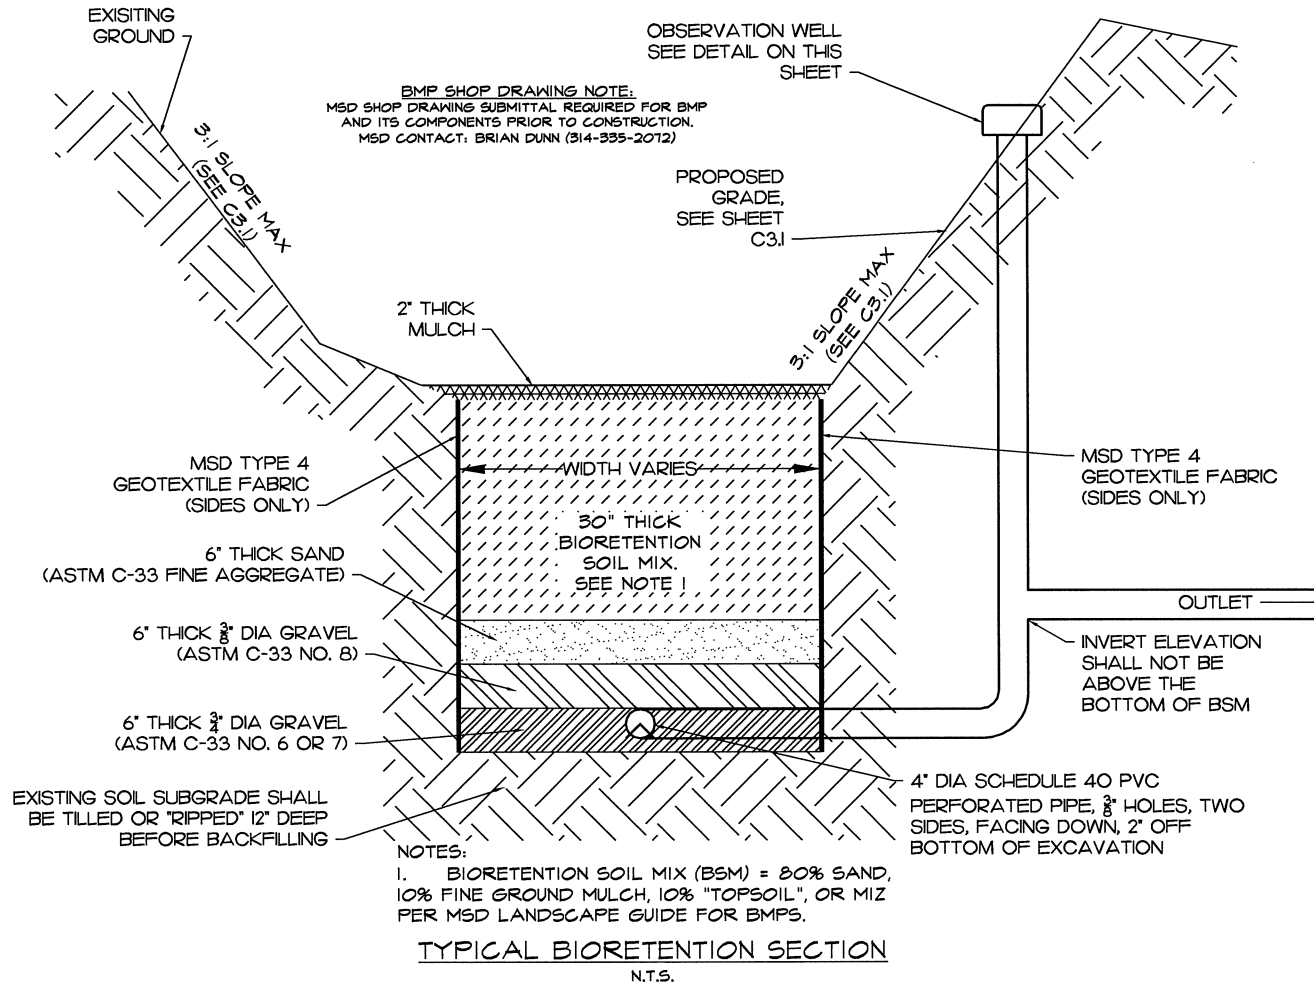 EXISITING
GROUND
OBSERVATION WELL
SEE DETAIL ON THIS
SHEET
BMP SHOP DRAWING NOTE:
MSD SHOP DRAWING SUBMITTAL REQUIRED FOR BMP
AND ITS COMPONENTS PRIOR TO CONSTRUCTION.
MSD CONTACT: BRIAN DUNN (314-335-2072)
3:1 SLOPE MAX
(SEE C3.1)
PROPOSED
GRADE,
SEE SHEET
C3.1
3:1 SLOPE MAX
(SEE C3.1)
2" THICK
MULCH
MSD TYPE 4
GEOTEXTILE FABRIC
(SIDES ONLY)
WIDTH VARIES
MSD TYPE 4
GEOTEXTILE FABRIC
(SIDES ONLY)
30" THICK
BIORETENTION
SOIL MIX.
SEE NOTE 1
6" THICK SAND
(ASTM C-33 FINE AGGREGATE)
6" THICK 3/8" DIA GRAVEL
(ASTM C-33 NO. 8)
6" THICK 3/4" DIA GRAVEL
(ASTM C-33 NO. 6 OR 7)
OUTLET
INVERT ELEVATION
SHALL NOT BE
ABOVE THE
BOTTOM OF BSM
EXISTING SOIL SUBGRADE SHALL
BE TILLED OR "RIPPED" 12" DEEP
BEFORE BACKFILLING
4" DIA SCHEDULE 40 PVC
PERFORATED PIPE, 3/8" HOLES, TWO
SIDES, FACING DOWN, 2" OFF
BOTTOM OF EXCAVATION
NOTES:
1. BIORETENTION SOIL MIX (BSM) = 80% SAND,
10% FINE GROUND MULCH, 10% "TOPSOIL", OR MIZ
PER MSD LANDSCAPE GUIDE FOR BMPS.
TYPICAL BIORETENTION SECTION
N.T.S.